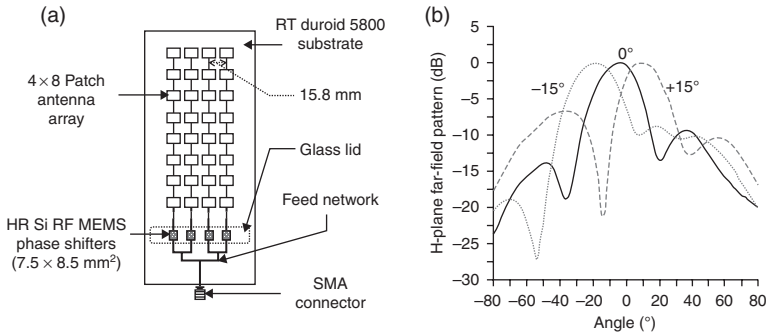 (a)
RT duroid 5800
substrate
4 × 8 Patch
antenna
array
15.8 mm
Glass lid
Feed network
HR Si RF MEMS
phase shifters
(7.5 × 8.5 mm²)
SMA
connector
(b)
H-plane far-field pattern (dB)
5
0
−5
−10
−15
−20
−25
−30
0°
−15°
+15°
−80 −60 −40 −20 0 20 40 60 80
Angle (°)